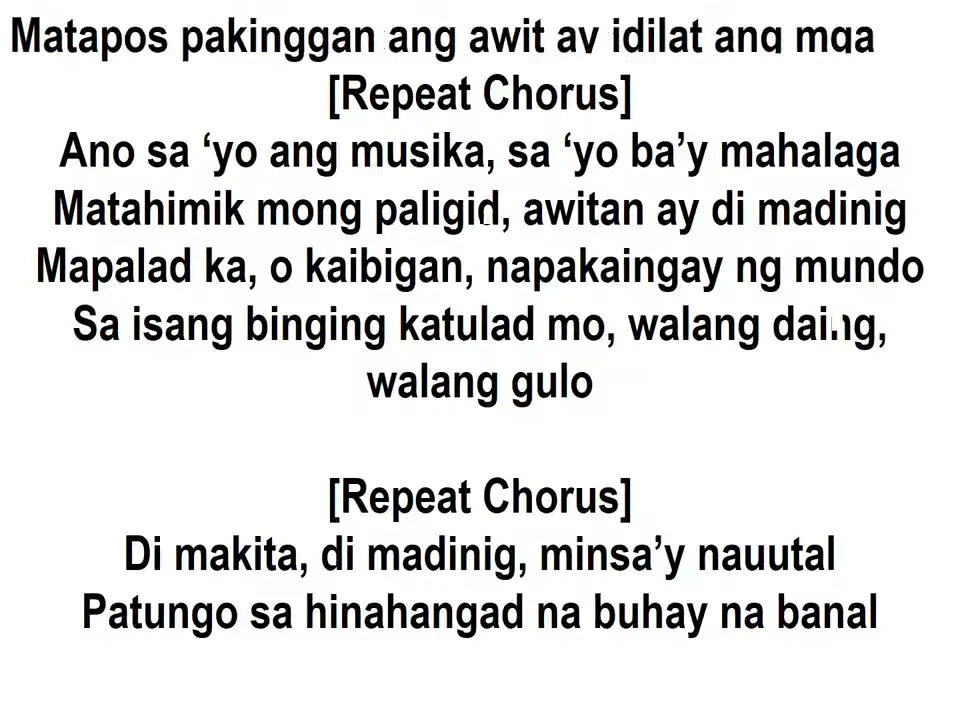 Matapos pakinggan ang awit ay idilat ang mga
[Repeat Chorus]
Ano sa ‘yo ang musika, sa ‘yo ba’y mahalaga
Matahimik mong paligid, awitan ay di madinig
Mapalad ka, o kaibigan, napakaingay ng mundo
Sa isang binging katulad mo, walang daing,
walang gulo
[Repeat Chorus]
Di makita, di madinig, minsa’y nauutal
Patungo sa hinahangad na buhay na banal